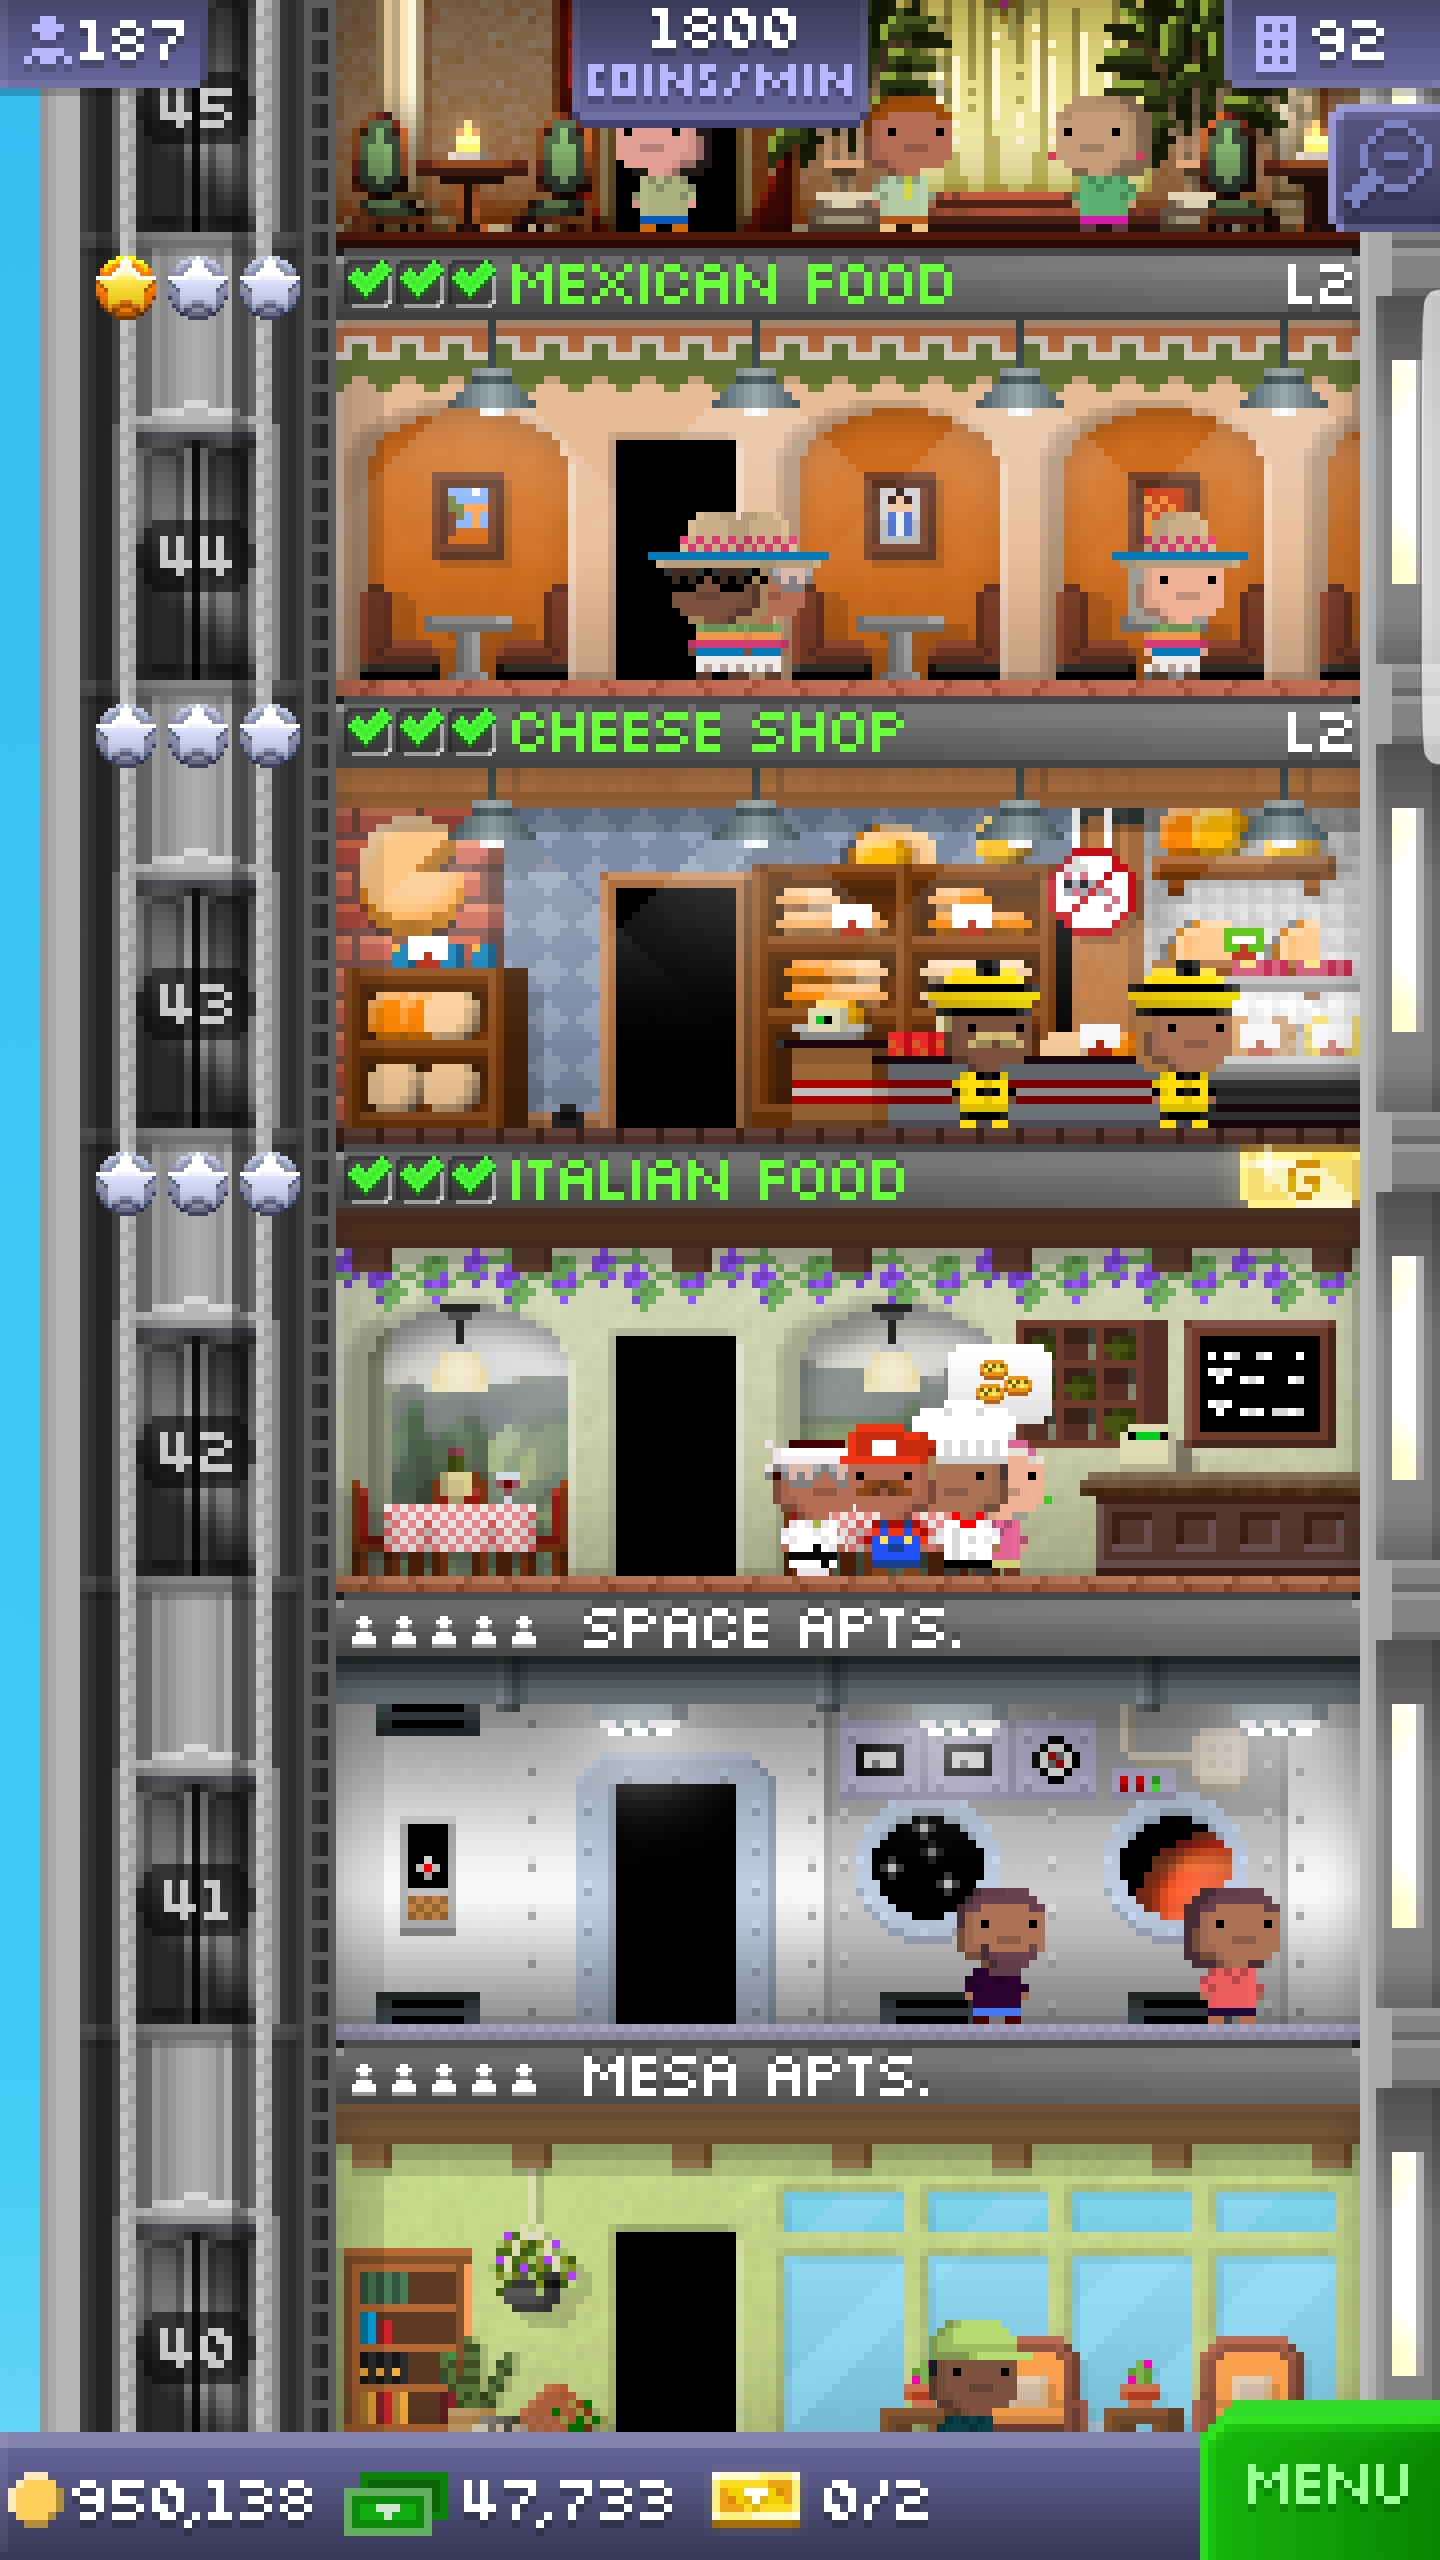 187
1800
COINS/MIN
92
45
MEXICAN FOOD
L2
44
CHEESE SHOP
L2
43
ITALIAN FOOD
G
42
SPACE APTS.
41
MESA APTS.
40
950,138
47,733
0/2
MENU